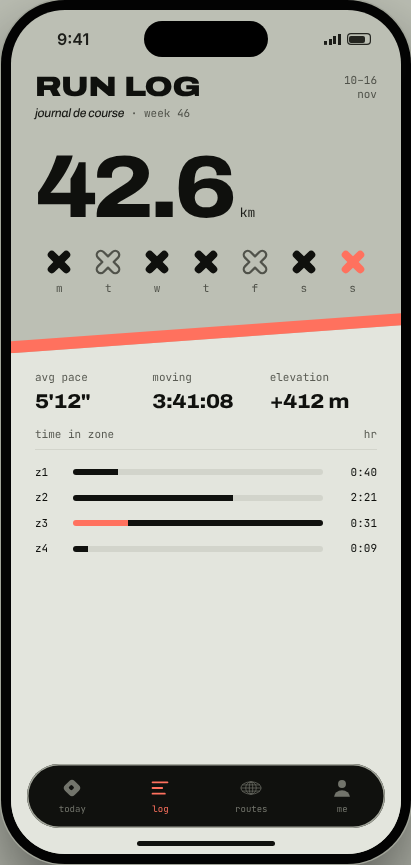 9:41
RUN LOG
10–16
nov
journal de course · week 46
42.6 km
m t w t f s s
avg pace moving elevation
5'12" 3:41:08 +412 m
time in zone hr
z1 0:40
z2 2:21
z3 0:31
z4 0:09
today log routes me